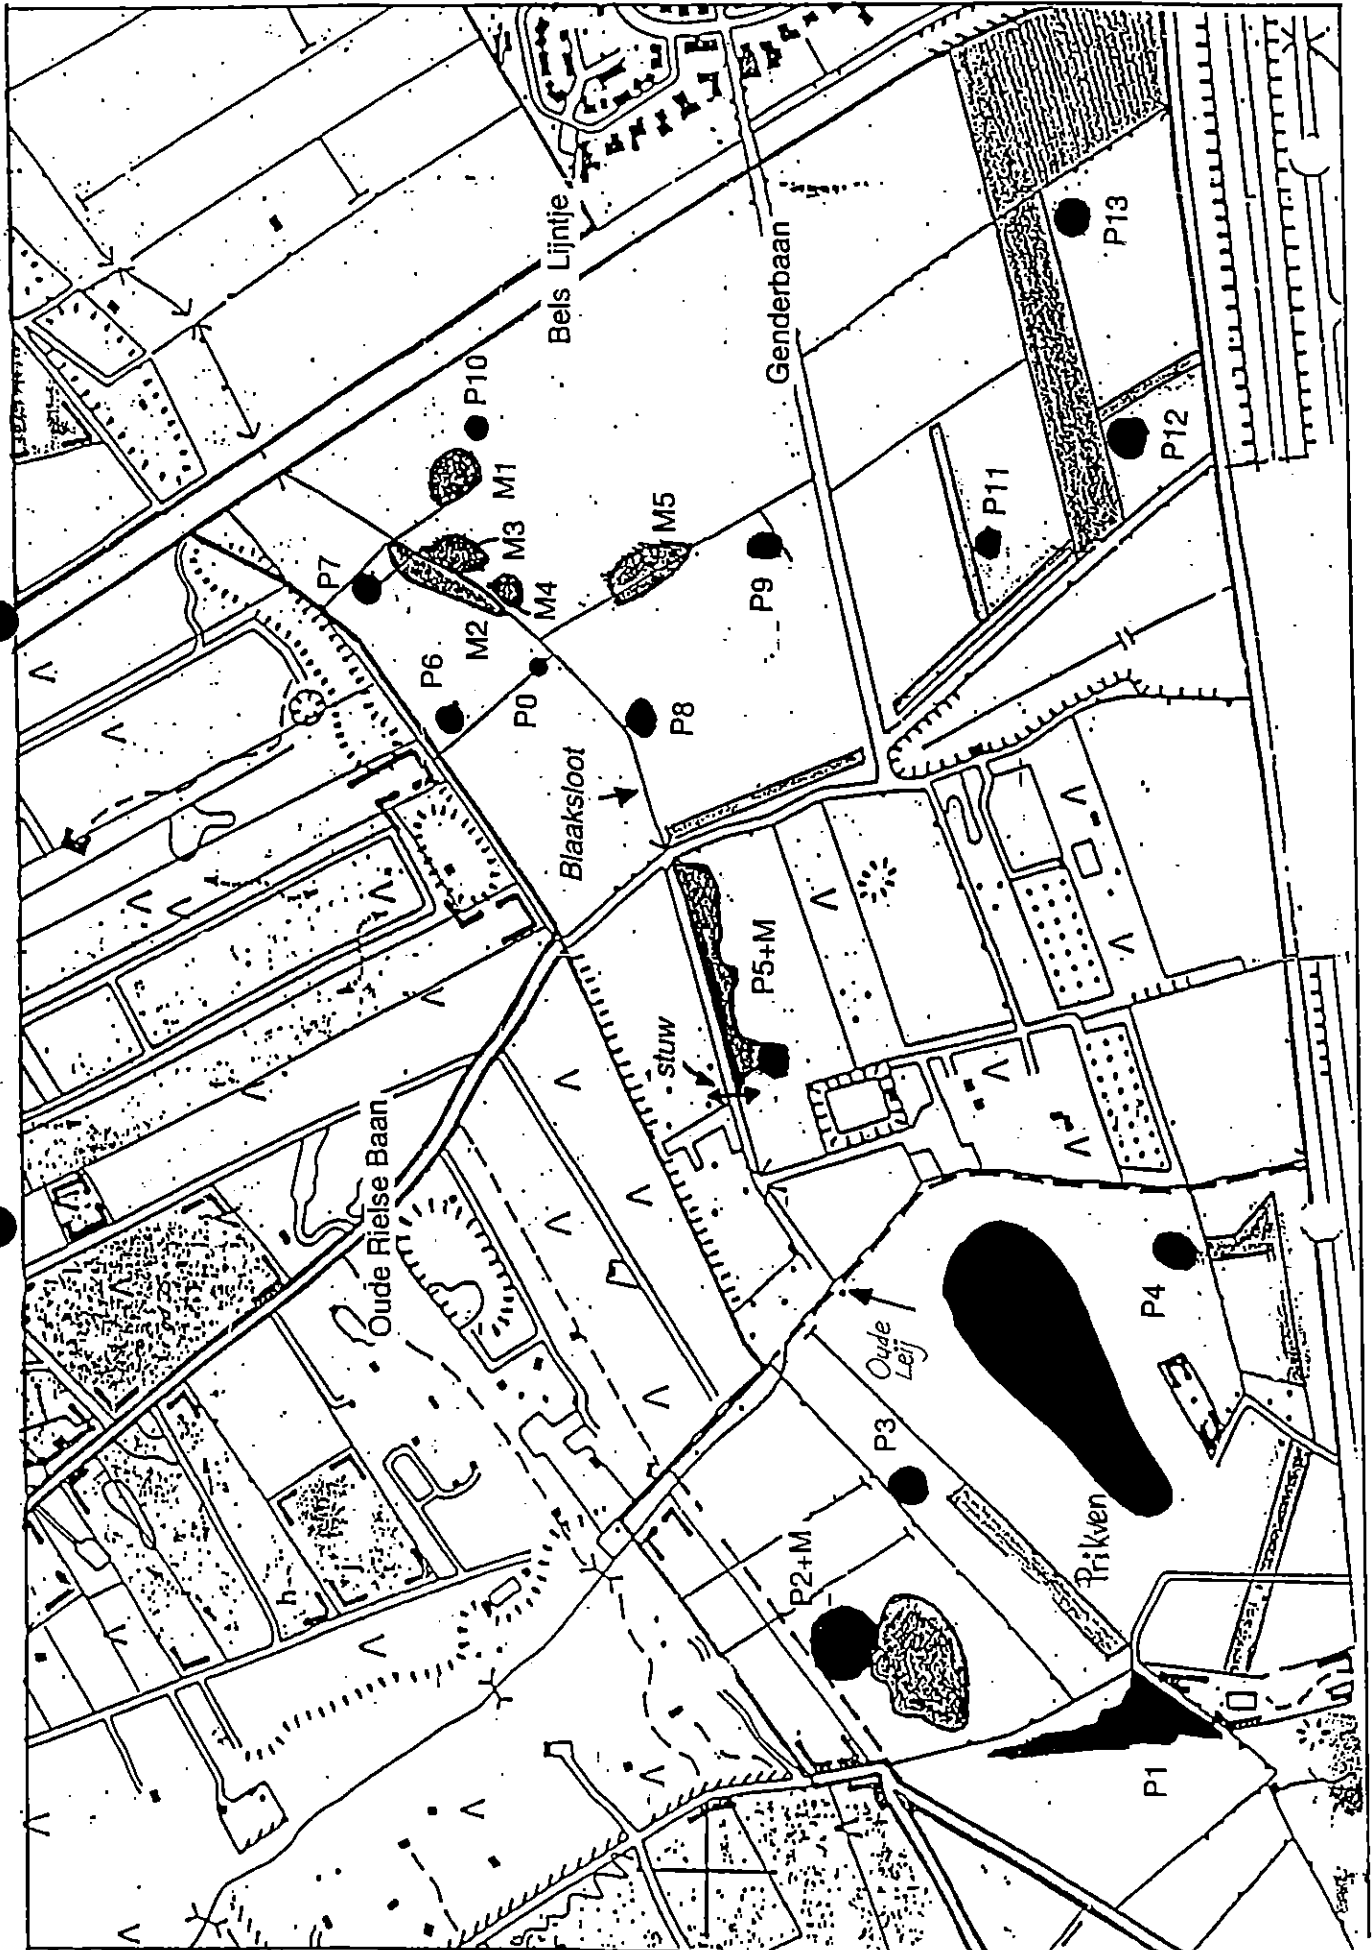 Oude Rielse Baan
Bels Lijntje
Genderbaan
Blaaksloot
stuw
Oude
Leij
Prikven
P7
P10
M1
M3
M4
M2
P6
P0
P8
M5
P9
P5+M
P11
P13
P12
P3
P2+M
P4
P1
h
j